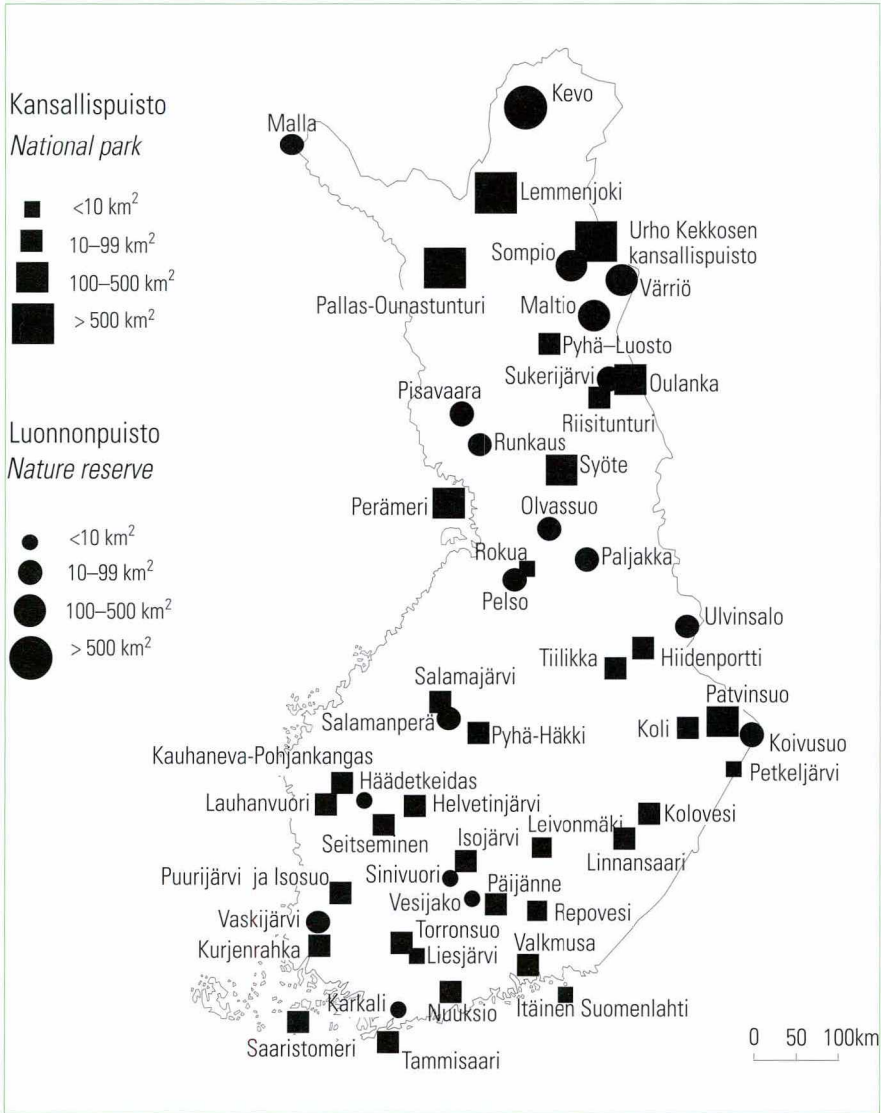 Kansallispuisto
National park
<10 km²
10–99 km²
100–500 km²
> 500 km²
Luonnonpuisto
Nature reserve
<10 km²
10–99 km²
100–500 km²
> 500 km²
Kevo
Malla
Lemmenjoki
Urho Kekkosen
kansallispuisto
Sompio
Värriö
Pallas-Ounastunturi
Maltio
Pyhä–Luosto
Sukerijärvi
Oulanka
Riisitunturi
Pisavaara
Runkaus
Syöte
Perämeri
Olvassuo
Rokua
Paljakka
Pelso
Ulvinsalo
Tiilikka
Hiidenportti
Salamajärvi
Patvinsuo
Salamanperä
Pyhä-Häkki
Koli
Koivusuo
Kauhaneva-Pohjankangas
Petkeljärvi
Häädetkeidas
Lauhanvuori
Helvetinjärvi
Kolovesi
Seitseminen
Leivonmäki
Isojärvi
Linnansaari
Puurijärvi ja Isosuo
Sinivuori
Päijänne
Vesijako
Repovesi
Vaskijärvi
Torronsuo
Valkmusa
Kurjenrahka
Liesjärvi
Karkali
Nuuksio
Itäinen Suomenlahti
Saaristomeri
Tammisaari
0 50 100km